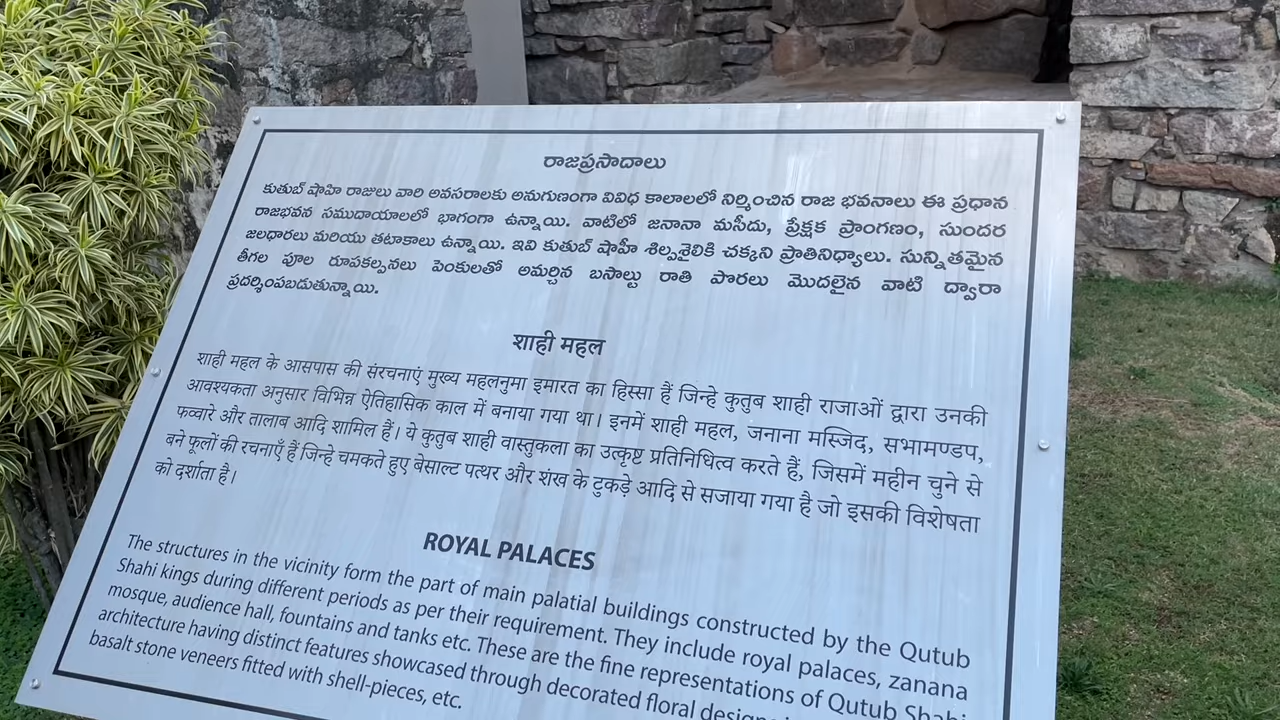 రాజప్రసాదాలు
కుతుబ్ షాహి రాజులు వారి అవసరాలకు అనుగుణంగా వివిధ కాలాలలో నిర్మించిన రాజ భవనాలు ఈ ప్రధాన
రాజభవన సముదాయాలలో భాగంగా ఉన్నాయి. వాటిలో జనానా మసీదు, ప్రేక్షక ప్రాంగణం, సుందర
జలధారలు మరియు తటాకాలు ఉన్నాయి. ఇవి కుతుబ్ షాహీ శిల్పశైలికి చక్కని ప్రాతినిధ్యాలు. సున్నితమైన
తీగల పూల రూపకల్పనలు పెంకులతో అమర్చిన బసాల్టు రాతి పొరలు మొదలైన వాటి ద్వారా
ప్రదర్శింపబడుతున్నాయి.
शाही महल
शाही महल के आसपास की संरचनाएं मुख्य महलनुमा इमारत का हिस्सा हैं जिन्हे कुतुब शाही राजाओं द्वारा उनकी
आवश्यकता अनुसार विभिन्न ऐतिहासिक काल में बनाया गया था। इनमें शाही महल, जनाना मस्जिद, सभामण्डप,
फव्वारे और तालाब आदि शामिल हैं। ये कुतुब शाही वास्तुकला का उत्कृष्ट प्रतिनिधित्व करते हैं, जिसमें महीन चुने से
बने फूलों की रचनाएँ हैं जिन्हे चमकते हुए बेसाल्ट पत्थर और शंख के टुकड़े आदि से सजाया गया है जो इसकी विशेषता
को दर्शाता है।
ROYAL PALACES
The structures in the vicinity form the part of main palatial buildings constructed by the Qutub
Shahi kings during different periods as per their requirement. They include royal palaces, zanana
mosque, audience hall, fountains and tanks etc. These are the fine representations of Qutub Shahi
architecture having distinct features showcased through decorated floral designs
basalt stone veneers fitted with shell-pieces, etc.